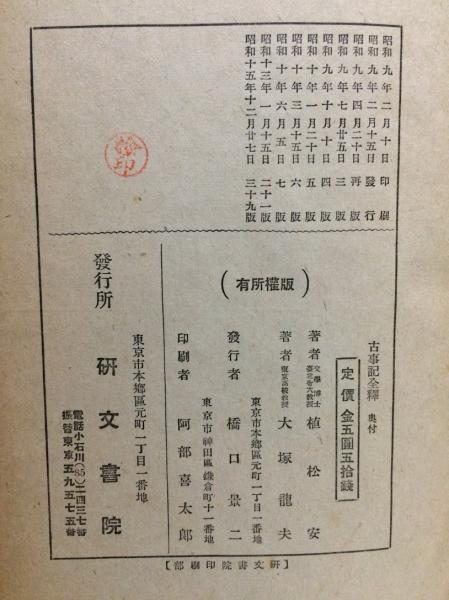 昭和九年二月十日印刷
昭和九年二月十五日發行
昭和九年四月二十日再版
昭和九年七月廿五日三版
昭和九年十月十日四版
昭和十年一月二十日五版
昭和十年三月十五日六版
昭和十年六月五日七版
昭和十三年一月十五日二十一版
昭和十五年十二月廿七日三十九版
古事記全釋 奥付
定價金五圓五拾錢
(版權所有)
著者 文學博士 植松安
著者 東京高校教授 大塚龍夫
東京市本鄕區元町一丁目一番地
發行者 橋口景二
東京市神田區鎌倉町十一番地
印刷者 阿部喜太郎
東京市本鄕區元町一丁目一番地
發行所 硏文書院
電話小石川(85)二四三七番
振替東京五九五七五番
【硏文書院印刷部】